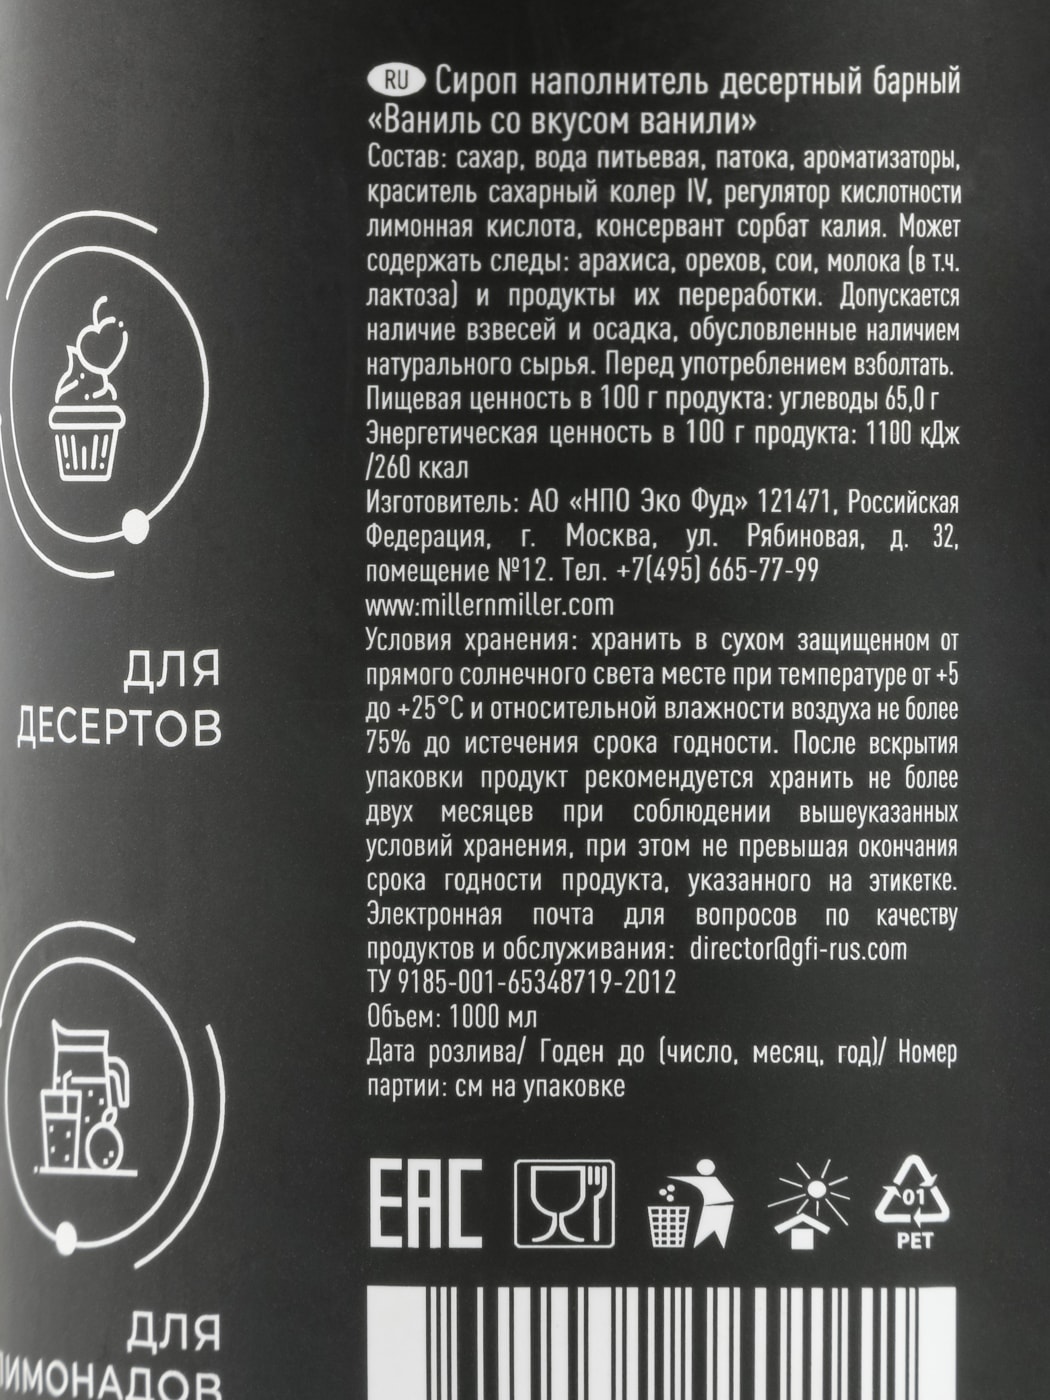 RU Сироп наполнитель десертный барный
«Ваниль со вкусом ванили»
Состав: сахар, вода питьевая, патока, ароматизаторы,
краситель сахарный колер IV, регулятор кислотности
лимонная кислота, консервант сорбат калия. Может
содержать следы: арахиса, орехов, сои, молока (в т.ч.
лактоза) и продукты их переработки. Допускается
наличие взвесей и осадка, обусловленные наличием
натурального сырья. Перед употреблением взболтать.
Пищевая ценность в 100 г продукта: углеводы 65,0 г
Энергетическая ценность в 100 г продукта: 1100 кДж
/260 ккал
Изготовитель: АО «НПО Эко Фуд» 121471, Российская
Федерация, г. Москва, ул. Рябиновая, д. 32,
помещение №12. Тел. +7(495) 665-77-99
www:millernmiller.com
Условия хранения: хранить в сухом защищенном от
прямого солнечного света месте при температуре от +5
до +25°С и относительной влажности воздуха не более
75% до истечения срока годности. После вскрытия
упаковки продукт рекомендуется хранить не более
двух месяцев при соблюдении вышеуказанных
условий хранения, при этом не превышая окончания
срока годности продукта, указанного на этикетке.
Электронная почта для вопросов по качеству
продуктов и обслуживания: director@gfi-rus.com
ТУ 9185-001-65348719-2012
Объем: 1000 мл
Дата розлива/ Годен до (число, месяц, год)/ Номер
партии: см на упаковке
EAC
01
PET
ДЛЯ
ДЕСЕРТОВ
ДЛЯ
ЛИМОНАДОВ